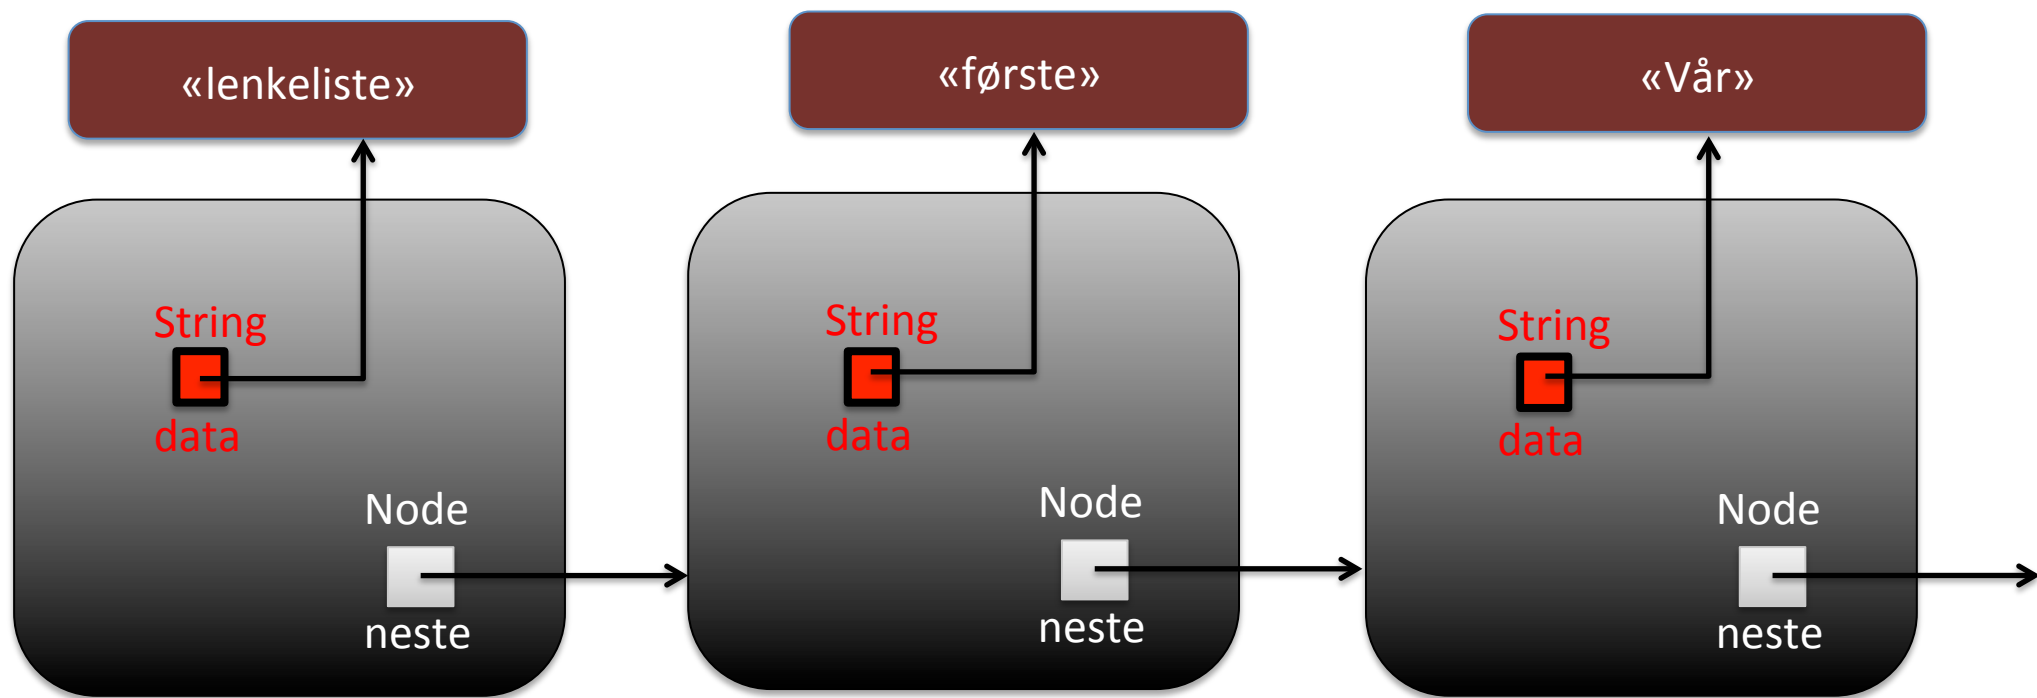 «lenkeliste»
«første»
«Vår»
String
data
Node
neste
String
data
Node
neste
String
data
Node
neste